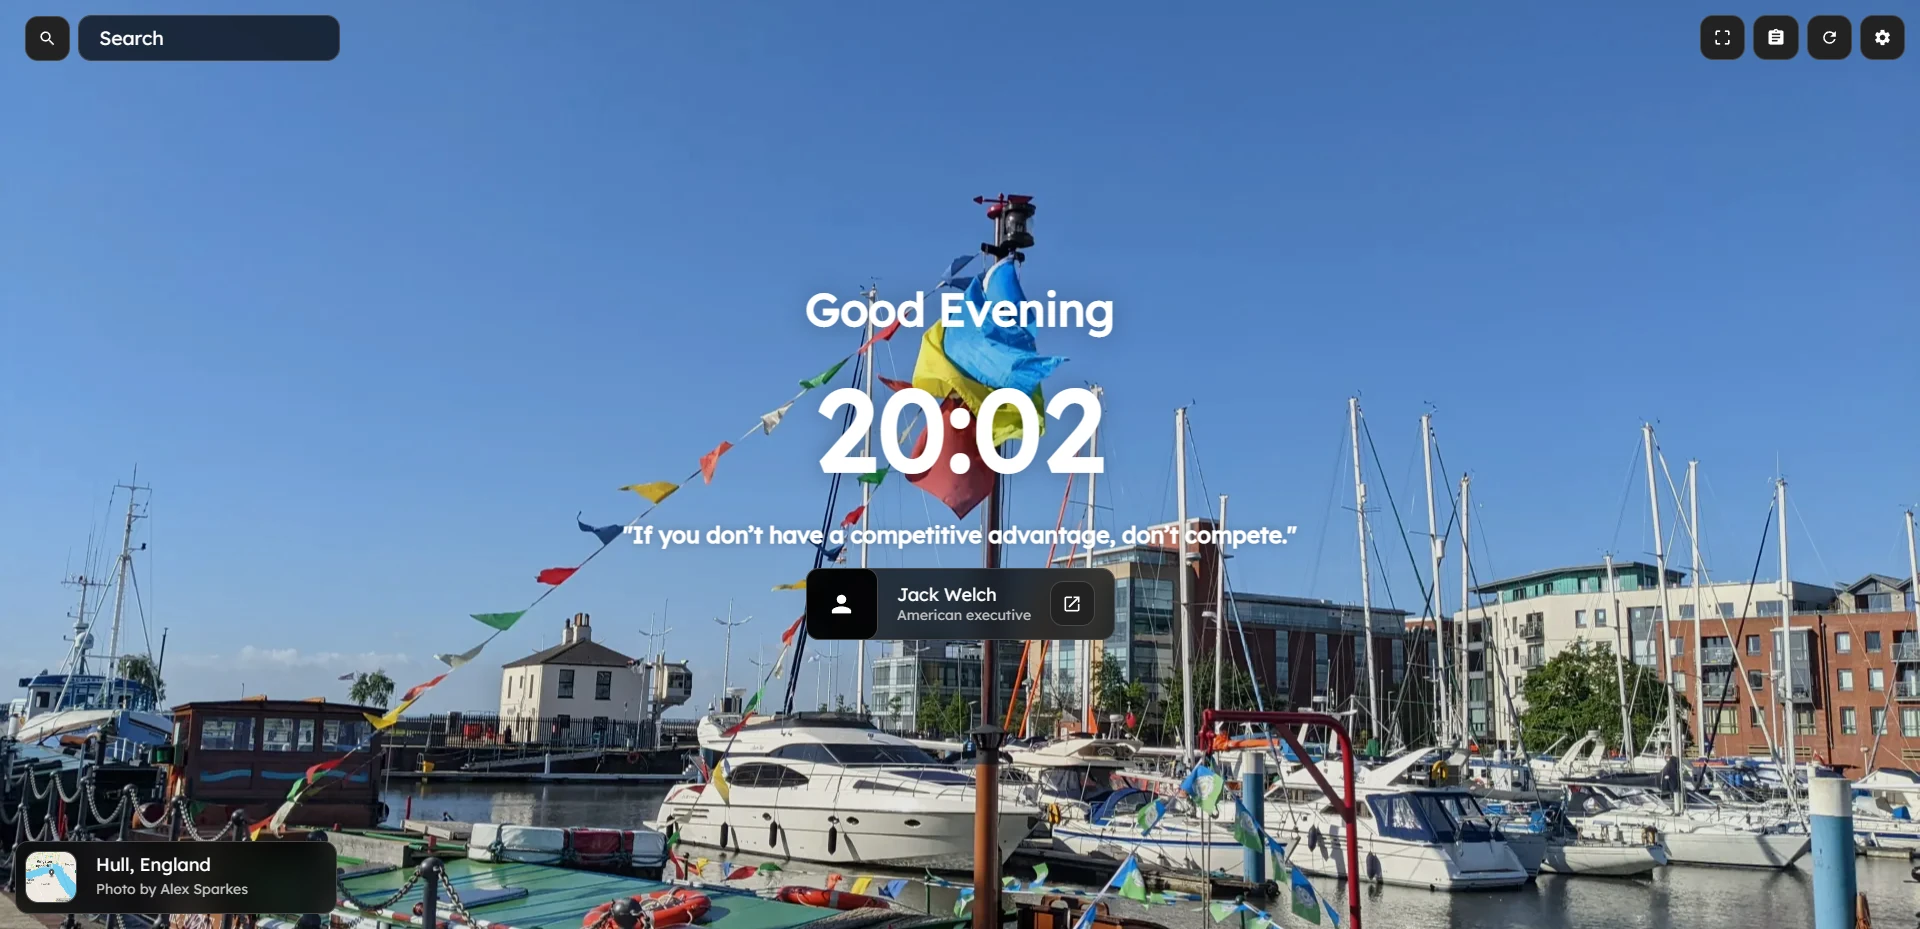 Search
Good Evening
20:02
"If you don’t have a competitive advantage, don’t compete."
Jack Welch
American executive
Hull, England
Photo by Alex Sparkes